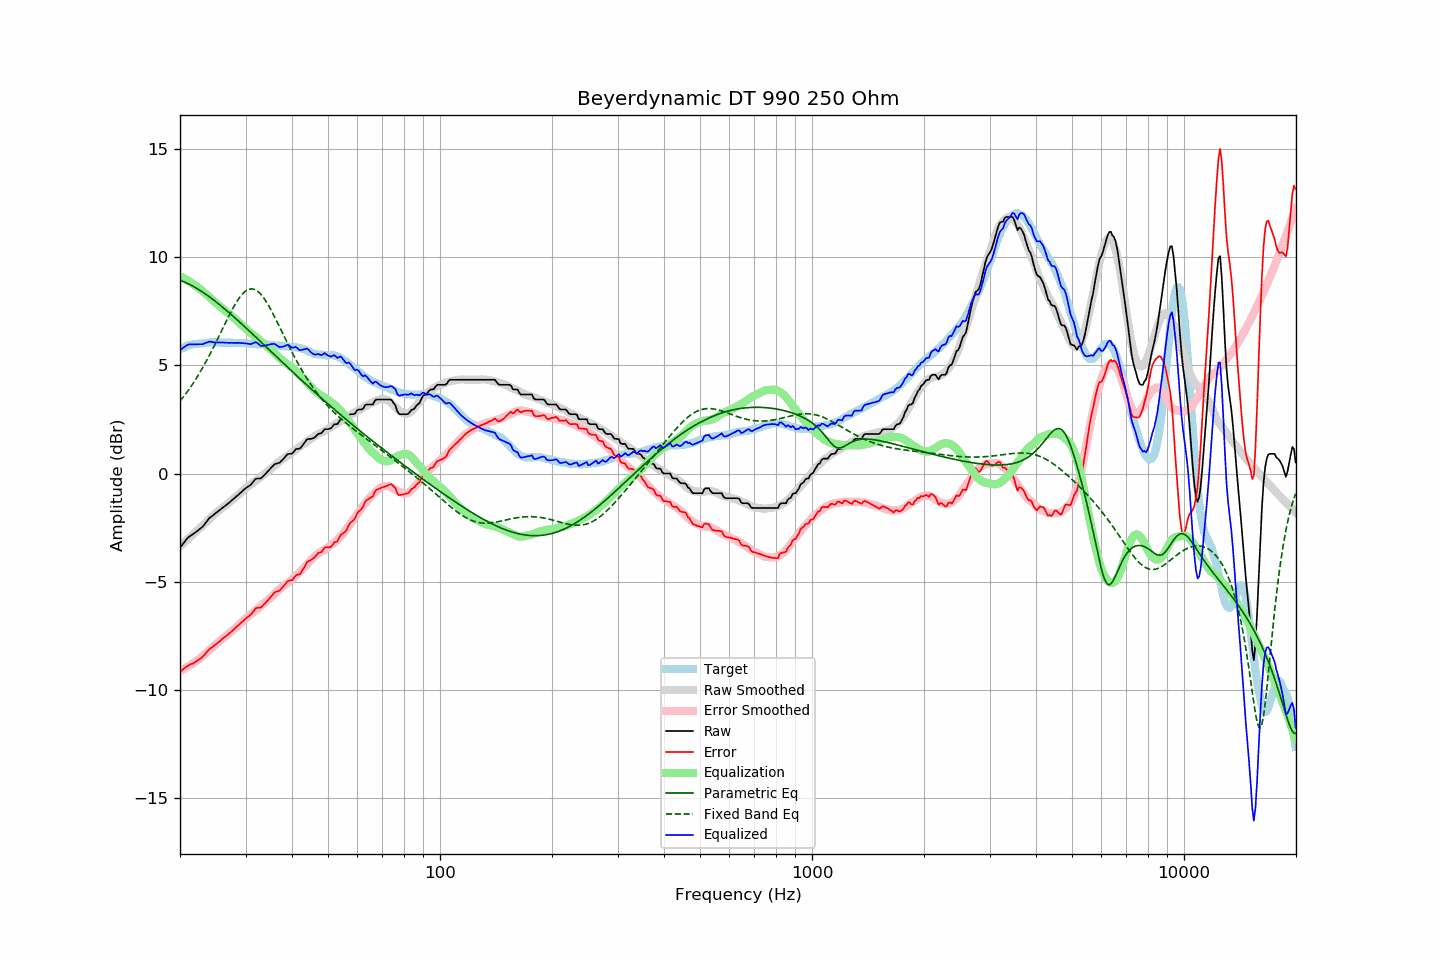 Beyerdynamic DT 990 250 Ohm
15
10
5
0
−5
−10
−15
Amplitude (dBr)
Target
Raw Smoothed
Error Smoothed
Raw
Error
Equalization
Parametric Eq
Fixed Band Eq
Equalized
100
1000
10000
Frequency (Hz)